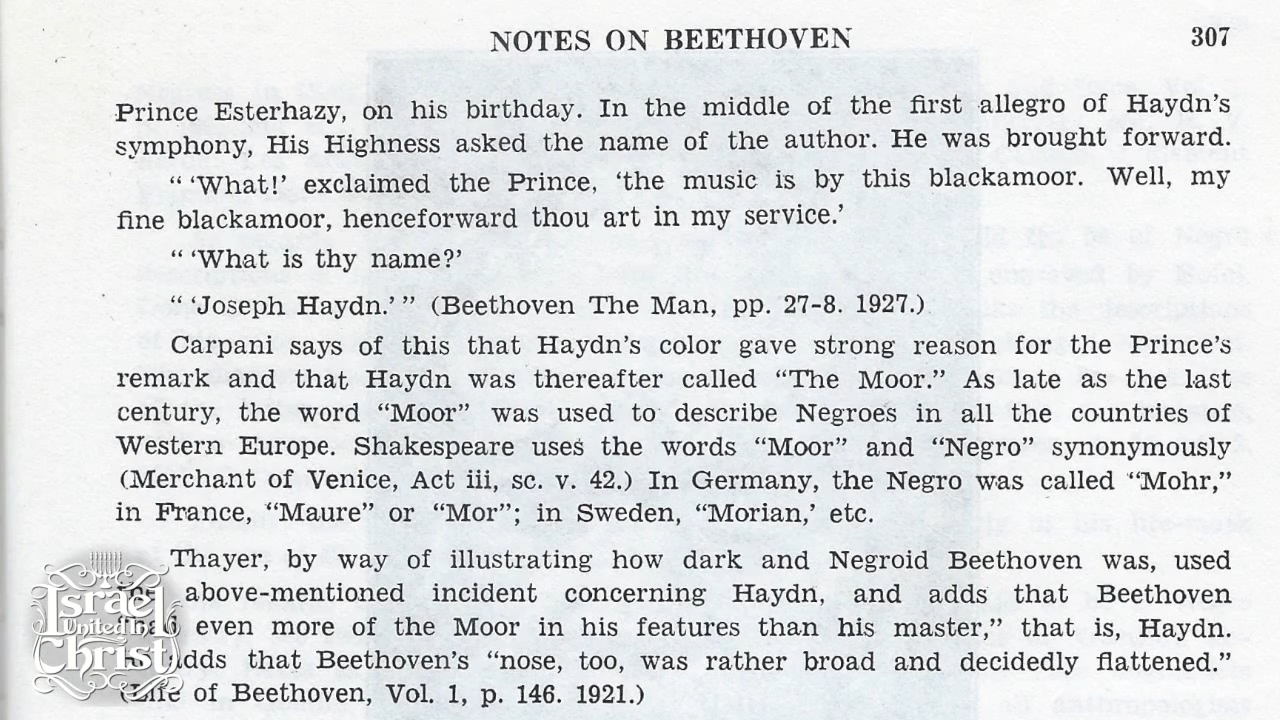 NOTES ON BEETHOVEN 307
Prince Esterhazy, on his birthday. In the middle of the first allegro of Haydn's
symphony, His Highness asked the name of the author. He was brought forward.
" 'What!' exclaimed the Prince, 'the music is by this blackamoor. Well, my
fine blackamoor, henceforward thou art in my service.'
" 'What is thy name?'
" 'Joseph Haydn.' " (Beethoven The Man, pp. 27-8. 1927.)
Carpani says of this that Haydn's color gave strong reason for the Prince's
remark and that Haydn was thereafter called "The Moor." As late as the last
century, the word "Moor" was used to describe Negroes in all the countries of
Western Europe. Shakespeare uses the words "Moor" and "Negro" synonymously
(Merchant of Venice, Act iii, sc. v. 42.) In Germany, the Negro was called "Mohr,"
in France, "Maure" or "Mor"; in Sweden, "Morian,' etc.
Thayer, by way of illustrating how dark and Negroid Beethoven was, used
above-mentioned incident concerning Haydn, and adds that Beethoven
even more of the Moor in his features than his master," that is, Haydn.
adds that Beethoven's "nose, too, was rather broad and decidedly flattened."
(Life of Beethoven, Vol. 1, p. 146. 1921.)
Israel
United In
Christ